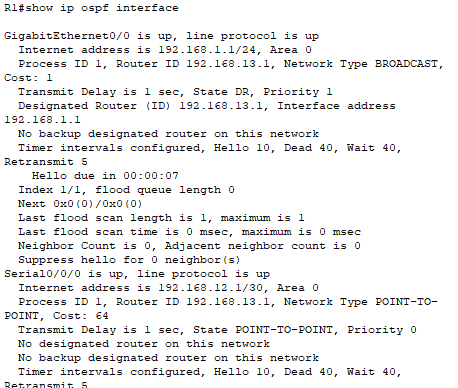 R1#show ip ospf interface
GigabitEthernet0/0 is up, line protocol is up
Internet address is 192.168.1.1/24, Area 0
Process ID 1, Router ID 192.168.13.1, Network Type BROADCAST,
Cost: 1
Transmit Delay is 1 sec, State DR, Priority 1
Designated Router (ID) 192.168.13.1, Interface address
192.168.1.1
No backup designated router on this network
Timer intervals configured, Hello 10, Dead 40, Wait 40,
Retransmit 5
Hello due in 00:00:07
Index 1/1, flood queue length 0
Next 0x0(0)/0x0(0)
Last flood scan length is 1, maximum is 1
Last flood scan time is 0 msec, maximum is 0 msec
Neighbor Count is 0, Adjacent neighbor count is 0
Suppress hello for 0 neighbor(s)
Serial0/0/0 is up, line protocol is up
Internet address is 192.168.12.1/30, Area 0
Process ID 1, Router ID 192.168.13.1, Network Type POINT-TO-
POINT, Cost: 64
Transmit Delay is 1 sec, State POINT-TO-POINT, Priority 0
No designated router on this network
No backup designated router on this network
Timer intervals configured, Hello 10, Dead 40, Wait 40,
Retransmit 5